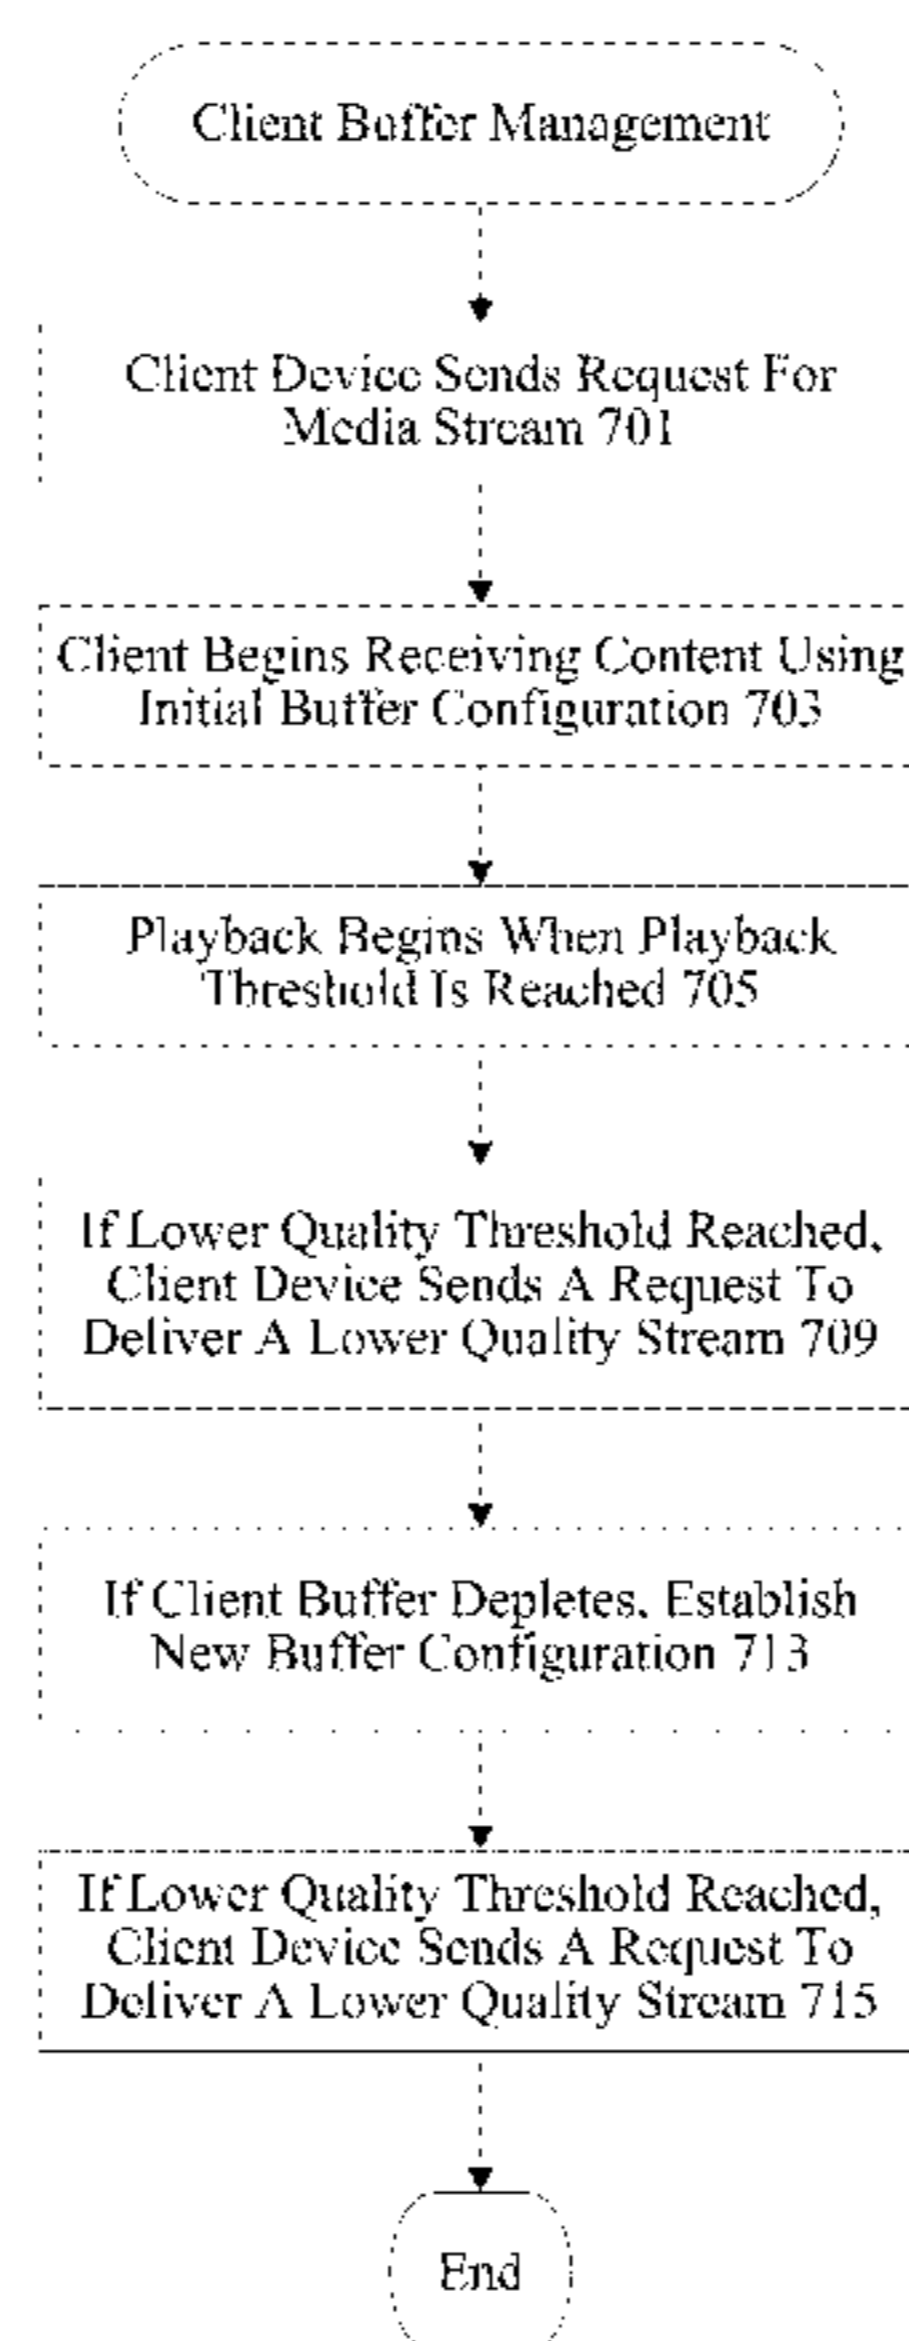 Client Buffer Management
Client Device Sends Request For
Media Stream 701
Client Begins Receiving Content Using
Initial Buffer Configuration 703
Playback Begins When Playback
Threshold Is Reached 705
If Lower Quality Threshold Reached,
Client Device Sends A Request To
Deliver A Lower Quality Stream 709
If Client Buffer Depletes, Establish
New Buffer Configuration 713
If Lower Quality Threshold Reached,
Client Device Sends A Request To
Deliver A Lower Quality Stream 715
End